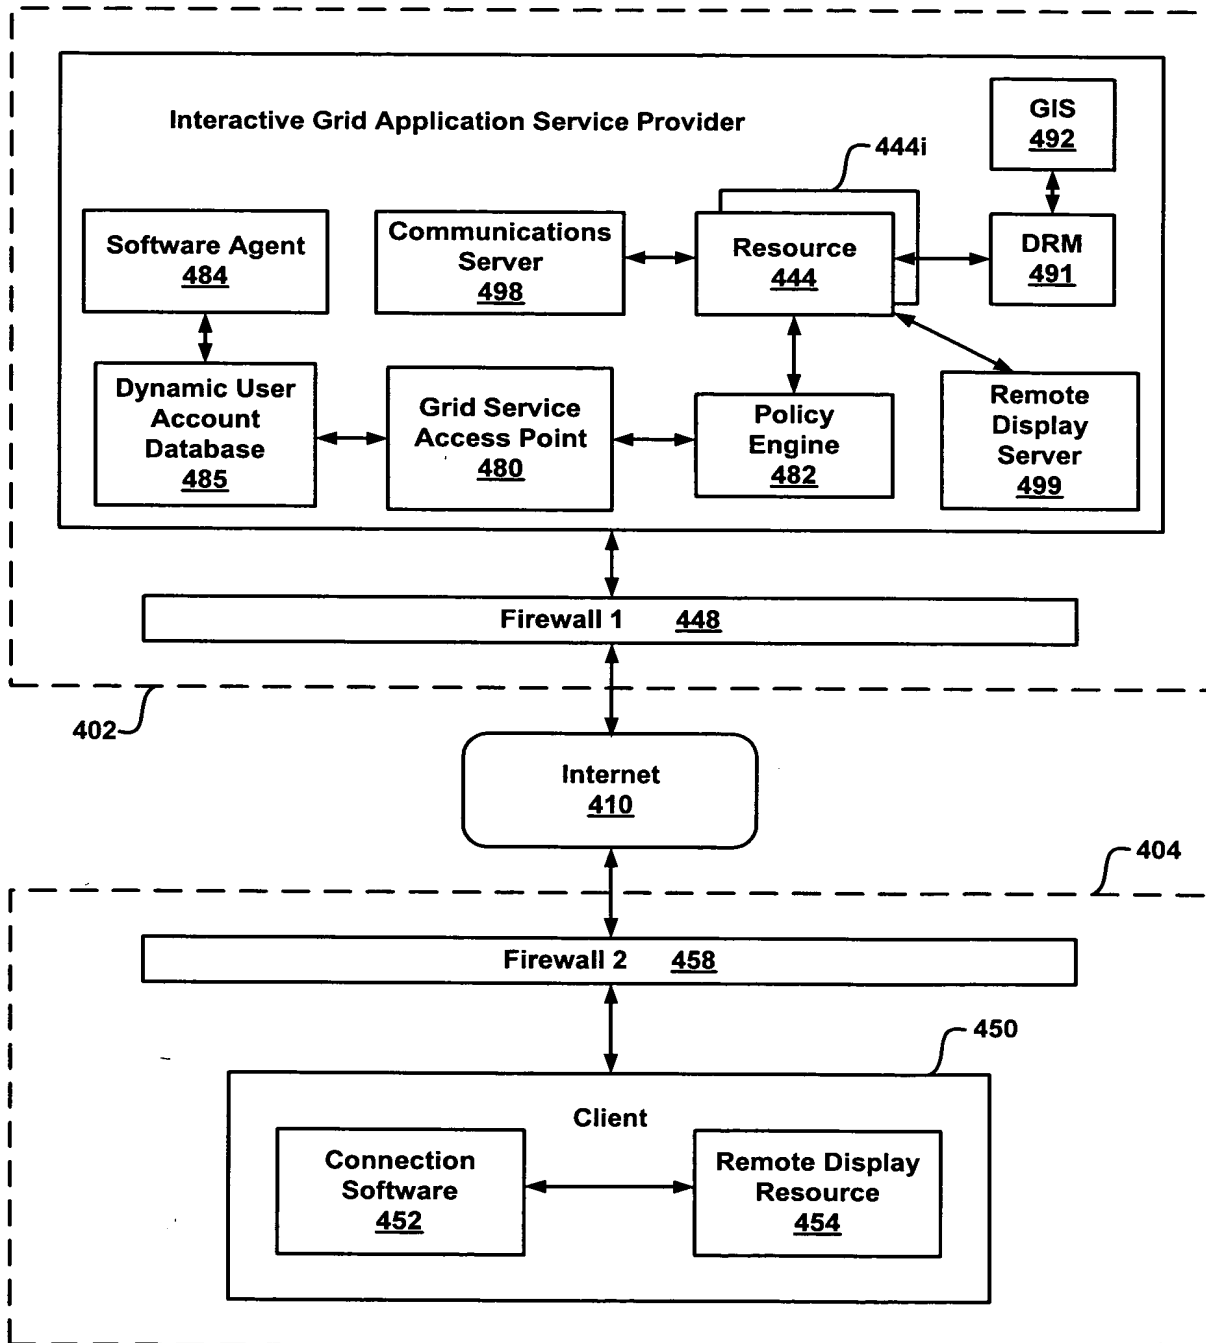 Interactive Grid Application Service Provider
GIS
492
444i
Software Agent
484
Communications
Server
498
Resource
444
DRM
491
Dynamic User
Account
Database
485
Grid Service
Access Point
480
Policy
Engine
482
Remote
Display
Server
499
Firewall 1 448
402
Internet
410
404
Firewall 2 458
450
Client
Connection
Software
452
Remote Display
Resource
454